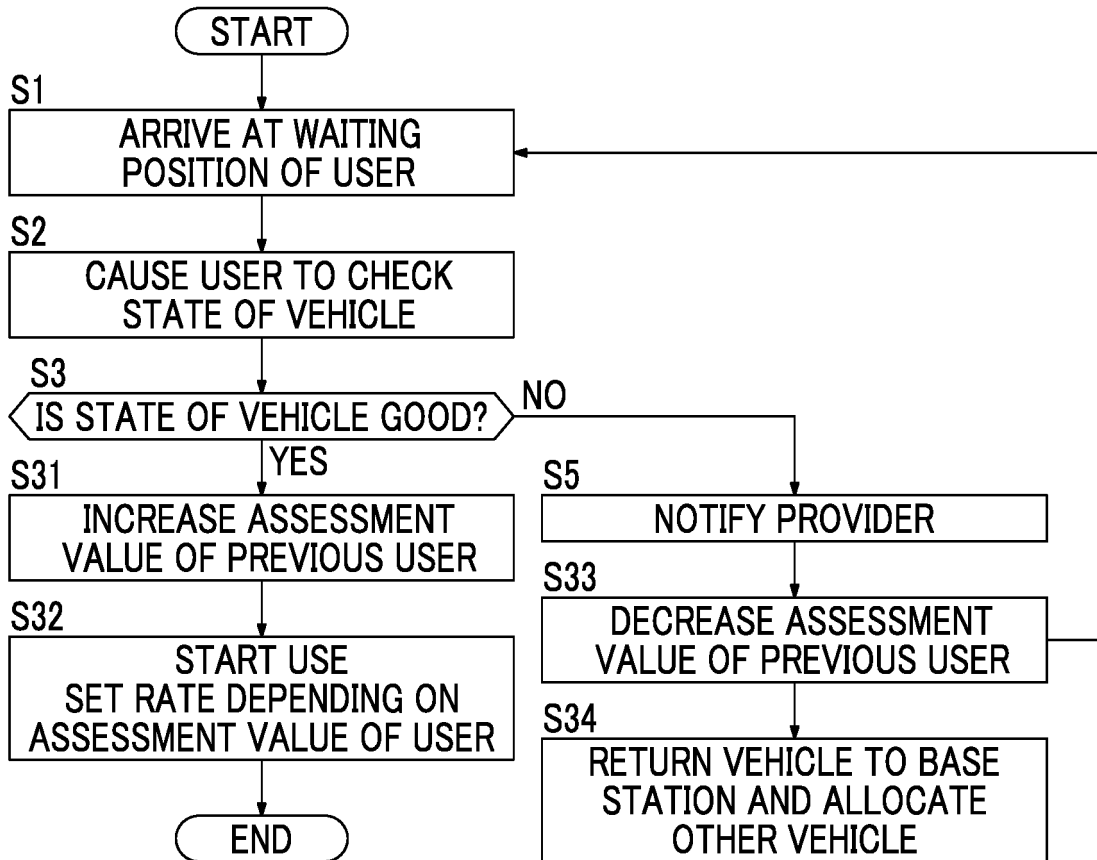 START
S1
ARRIVE AT WAITING
POSITION OF USER
S2
CAUSE USER TO CHECK
STATE OF VEHICLE
S3
IS STATE OF VEHICLE GOOD?
NO
YES
S31
INCREASE ASSESSMENT
VALUE OF PREVIOUS USER
S32
START USE
SET RATE DEPENDING ON
ASSESSMENT VALUE OF USER
END
S5
NOTIFY PROVIDER
S33
DECREASE ASSESSMENT
VALUE OF PREVIOUS USER
S34
RETURN VEHICLE TO BASE
STATION AND ALLOCATE
OTHER VEHICLE